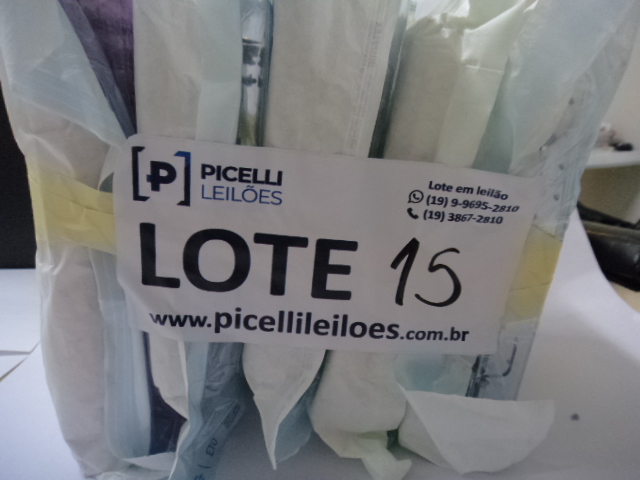 [P] PICELLI
LEILÕES
Lote em leilão
(19) 9-9695-2810
(19) 3867-2810
LOTE 15
www.picellileiloes.com.br